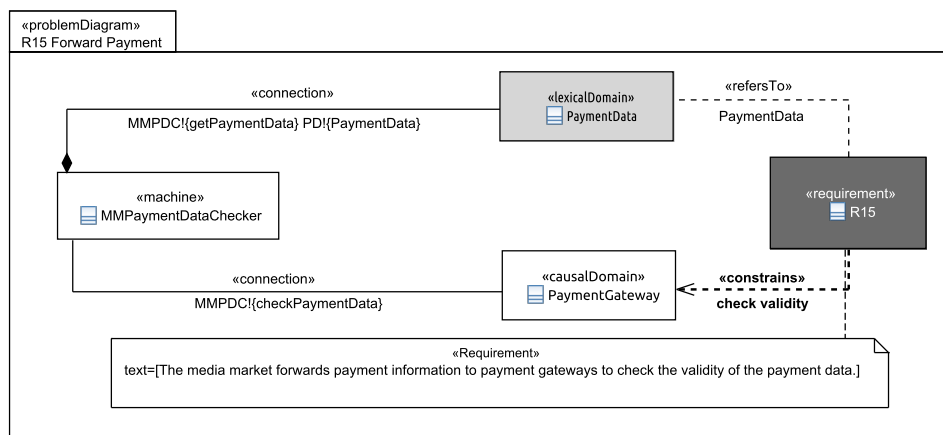 «problemDiagram»
R15 Forward Payment
«connection»
MMPDC!{getPaymentData} PD!{PaymentData}
«lexicalDomain»
PaymentData
«refersTo»
PaymentData
«machine»
MMPaymentDataChecker
«requirement»
R15
«connection»
MMPDC!{checkPaymentData}
«causalDomain»
PaymentGateway
«constrains»
check validity
«Requirement»
text=[The media market forwards payment information to payment gateways to check the validity of the payment data.]